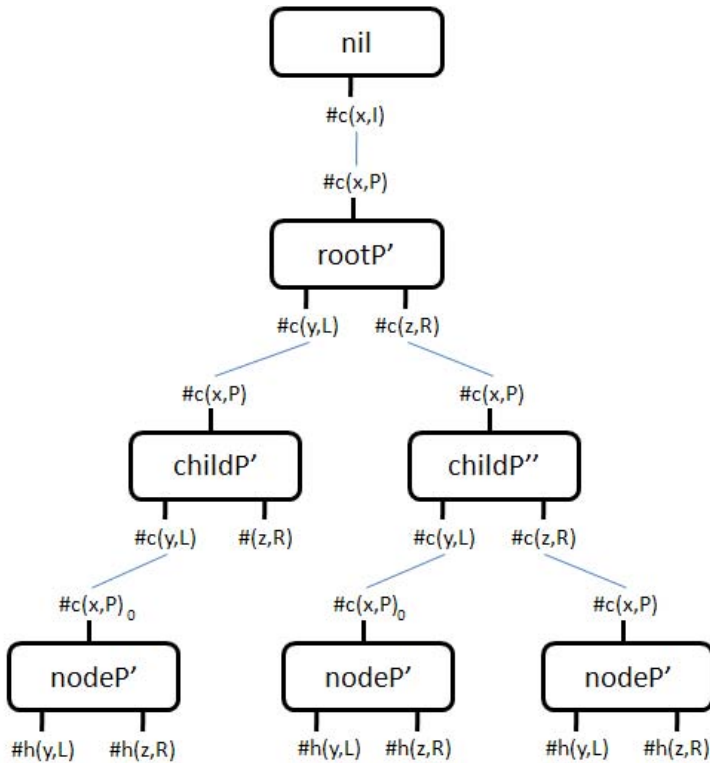 nil
#c(x,I)
#c(x,P)
rootP’
#c(y,L) #c(z,R)
#c(x,P) #c(x,P)
childP’ childP’’
#c(y,L) #(z,R) #c(y,L) #c(z,R)
#c(x,P)0 #c(x,P)0 #c(x,P)
nodeP’ nodeP’ nodeP’
#h(y,L) #h(z,R) #h(y,L) #h(z,R) #h(y,L) #h(z,R)